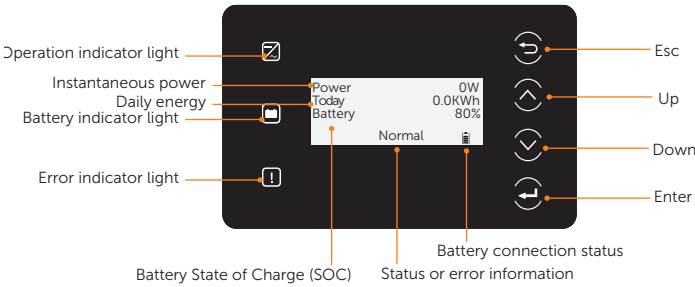 Operation indicator light
Esc
Instantaneous power
Power 0W
Daily energy
Today 0.0KWh
Up
Battery indicator light
Battery 80%
Normal
Down
Error indicator light
!
Enter
Battery connection status
Battery State of Charge (SOC)
Status or error information